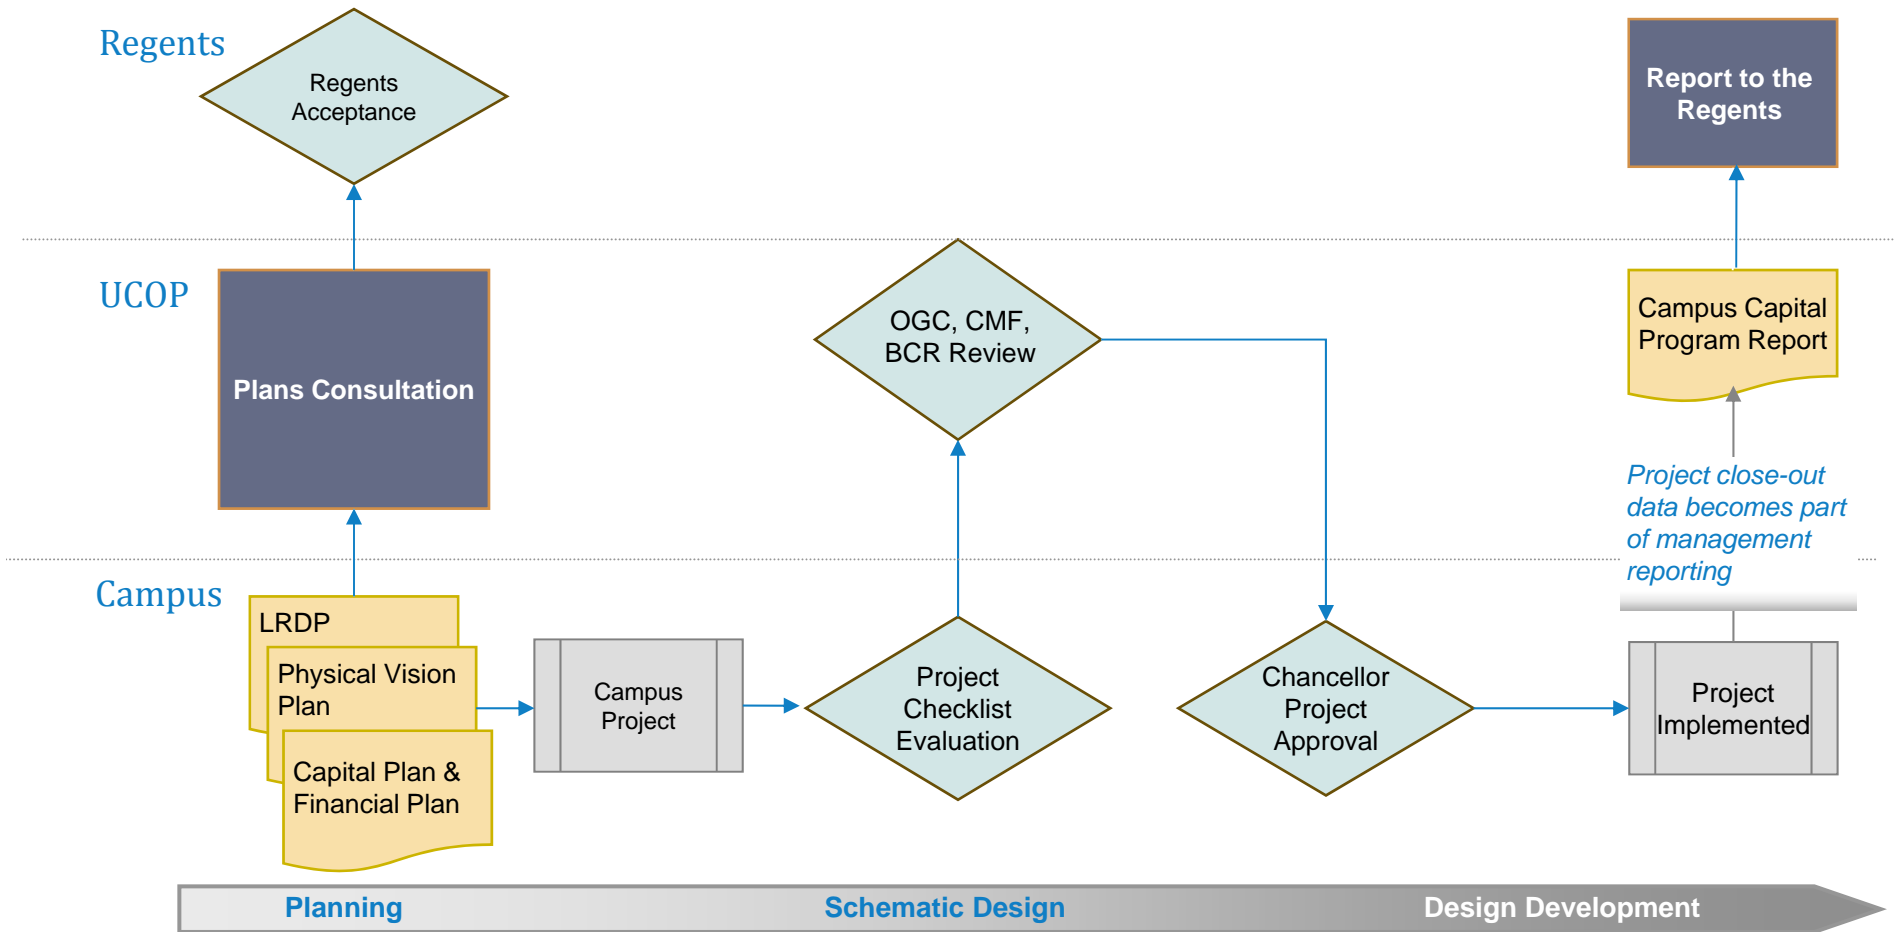 Regents
Regents
Acceptance
Report to the
Regents
UCOP
Plans Consultation
OGC, CMF,
BCR Review
Campus Capital
Program Report
Project close-out
data becomes part
of management
reporting
Campus
LRDP
Physical Vision
Plan
Capital Plan &
Financial Plan
Campus
Project
Project
Checklist
Evaluation
Chancellor
Project
Approval
Project
Implemented
Planning
Schematic Design
Design Development